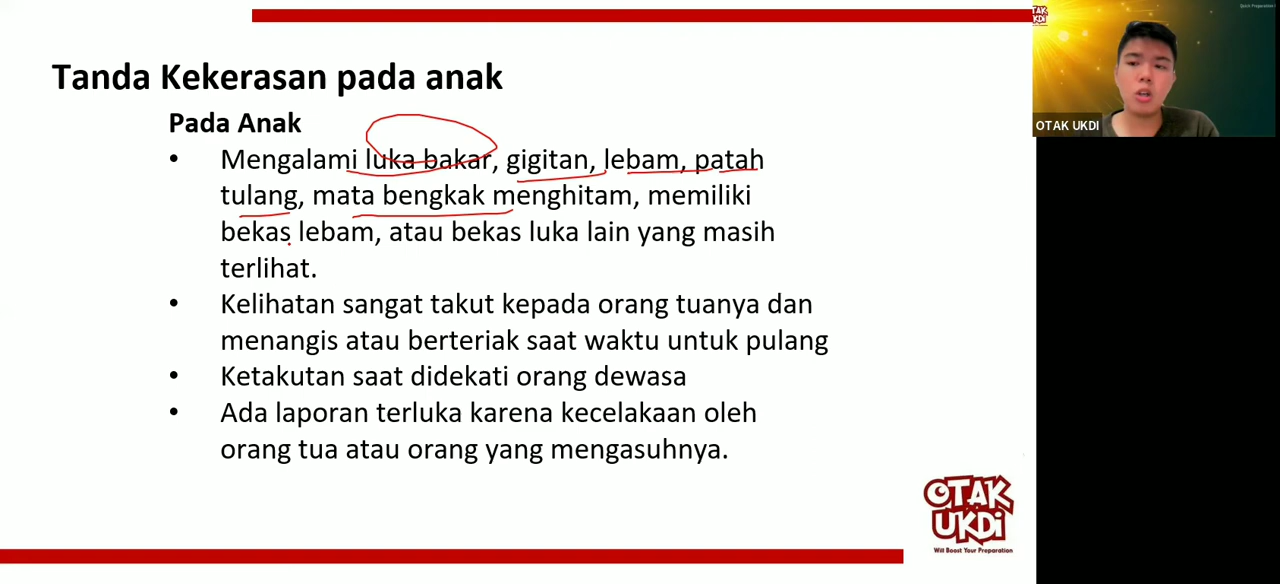 Tanda Kekerasan pada anak
Pada Anak
• Mengalami luka bakar, gigitan, lebam, patah
tulang, mata bengkak menghitam, memiliki
bekas lebam, atau bekas luka lain yang masih
terlihat.
• Kelihatan sangat takut kepada orang tuanya dan
menangis atau berteriak saat waktu untuk pulang
• Ketakutan saat didekati orang dewasa
• Ada laporan terluka karena kecelakaan oleh
orang tua atau orang yang mengasuhnya.
OTAK
UKDi
Will Boost Your Preparation
OTAK
UKDi
OTAK UKDI